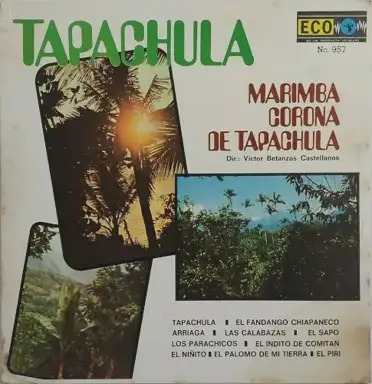 TAPACHULA
ECO
No. 957
MARIMBA
CORONA
DE TAPACHULA
Dir.: Victor Betanzos Castellanos
TAPACHULA ▮ EL FANDANGO CHIAPANECO
ARRIAGA ▮ LAS CALABAZAS ▮ EL SAPO
LOS PARACHICOS ▮ EL INDITO DE COMITAN
EL NIÑITO ▮ EL PALOMO DE MI TIERRA ▮ EL PIRI